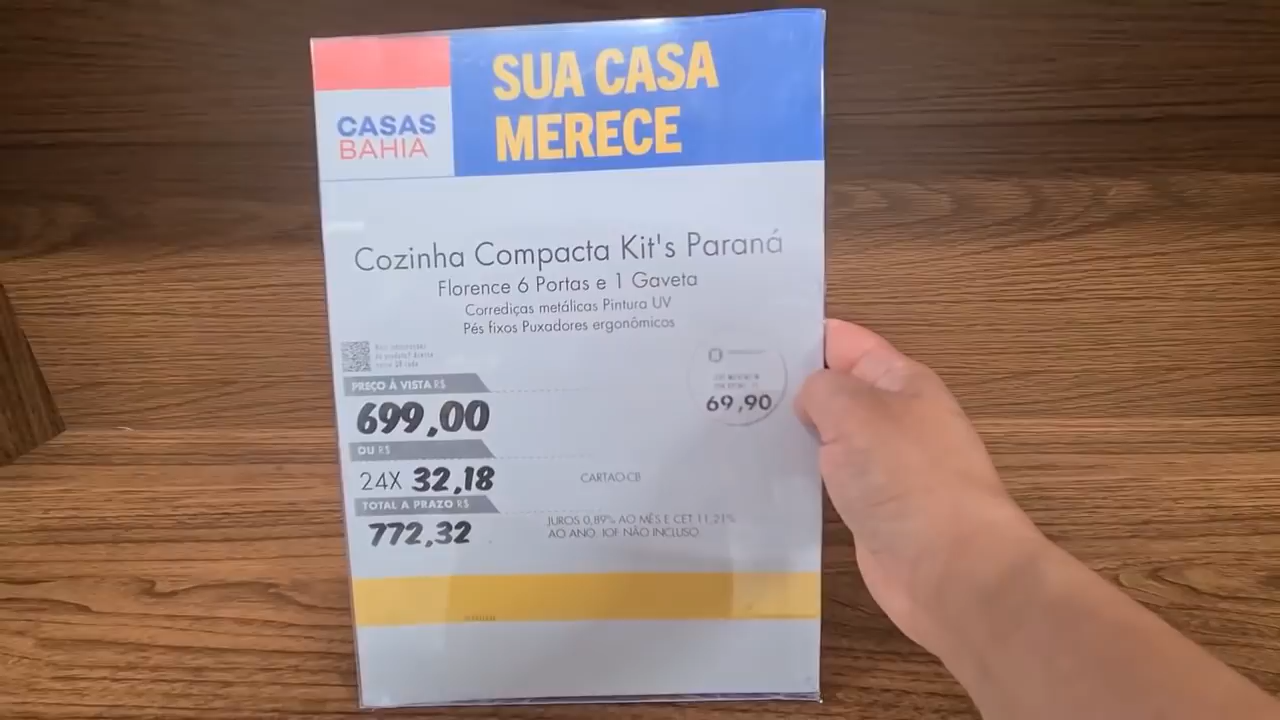 CASAS
BAHIA
SUA CASA
MERECE
Cozinha Compacta Kit's Paraná
Florence 6 Portas e 1 Gaveta
Corrediças metálicas Pintura UV
Pés fixos Puxadores ergonômicos
PREÇO À VISTA R$
699,00
69,90
OU R$
24X 32,18
CARTAO CB
TOTAL A PRAZO R$
772,32
JUROS 0,89% AO MÊS E CET 11,21%
AO ANO. IOF NÃO INCLUSO.